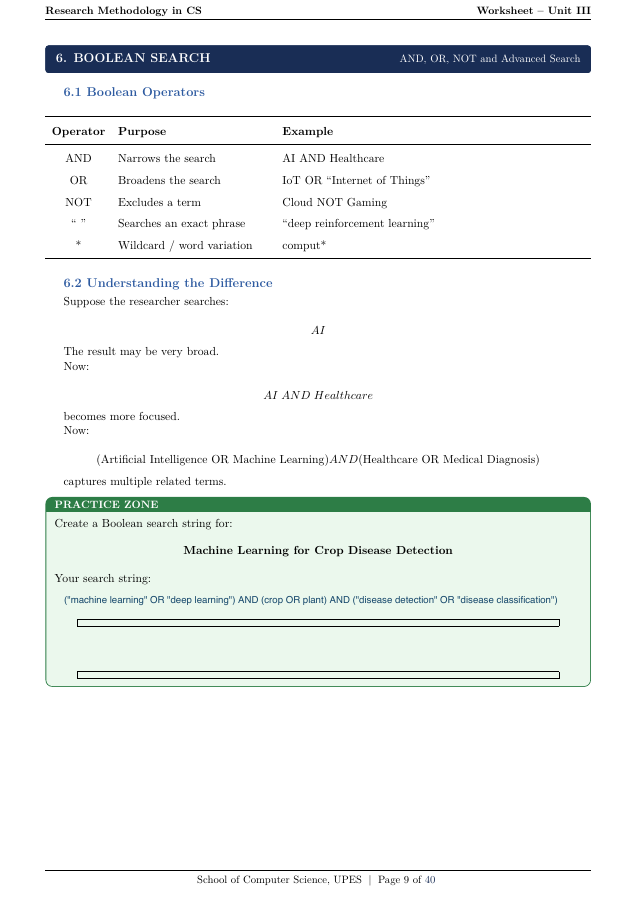 Research Methodology in CS Worksheet – Unit III
6. BOOLEAN SEARCH AND, OR, NOT and Advanced Search
6.1 Boolean Operators
Operator Purpose Example
AND Narrows the search AI AND Healthcare
OR Broadens the search IoT OR “Internet of Things”
NOT Excludes a term Cloud NOT Gaming
“ ” Searches an exact phrase “deep reinforcement learning”
* Wildcard / word variation comput*
6.2 Understanding the Difference
Suppose the researcher searches:
AI
The result may be very broad.
Now:
AI AND Healthcare
becomes more focused.
Now:
(Artificial Intelligence OR Machine Learning)AND(Healthcare OR Medical Diagnosis)
captures multiple related terms.
PRACTICE ZONE
Create a Boolean search string for:
Machine Learning for Crop Disease Detection
Your search string:
("machine learning" OR "deep learning") AND (crop OR plant) AND ("disease detection" OR "disease classification")
School of Computer Science, UPES | Page 9 of 40